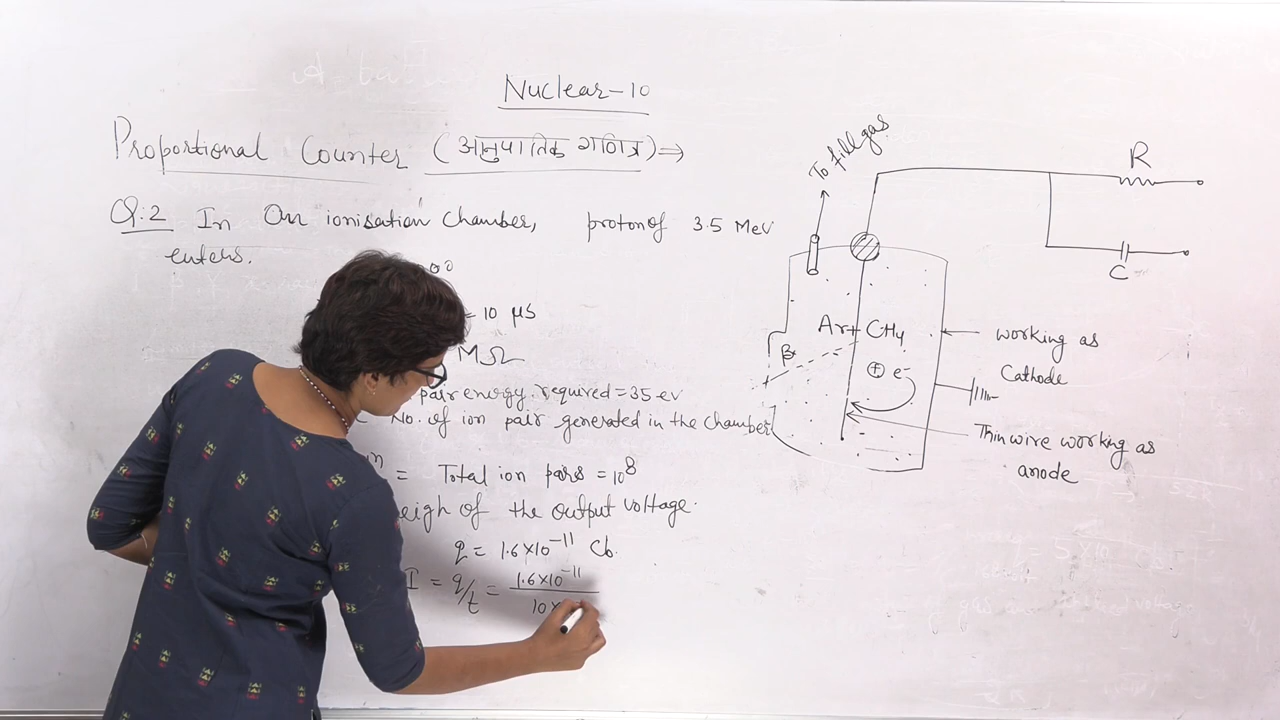 Nuclear-10
Proportional Counter (आनुपातिक गणित्र) ⇒
Q:2 In an ionisation Chamber, proton of 3.5 MeV
enters.
= 10 μs
MΩ
pair energy required = 35 ev
No. of ion pair generated in the chamber
= Total ion pars = 10⁸
of the output voltage.
q = 1.6×10⁻¹¹ Cb.
I = q/t = 1.6×10⁻¹¹
10×
To fill gas
R
C
Ar+ CH4
β
+ e-
working as
Cathode
Thin wire working as
anode